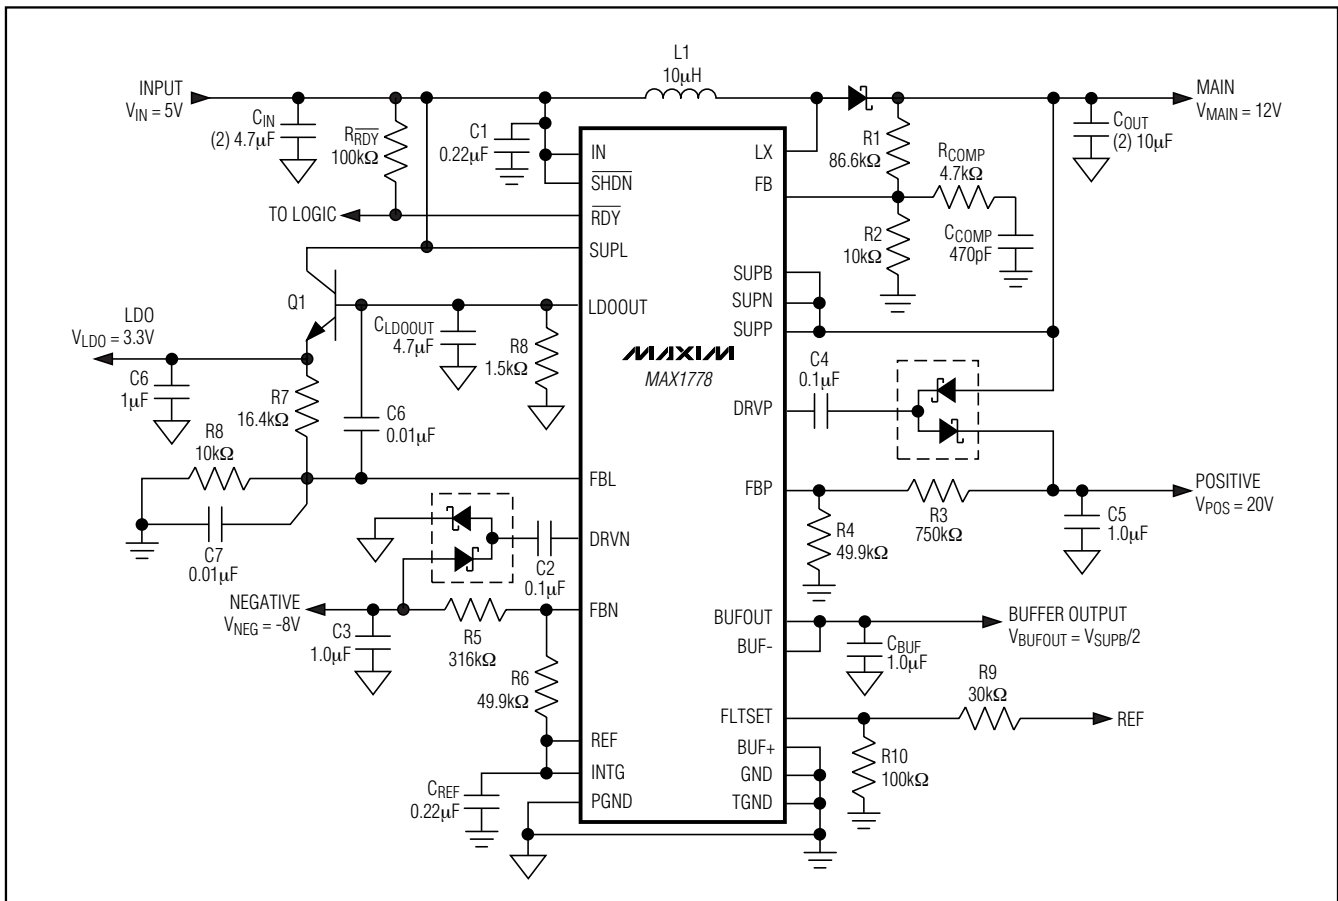 L1
10µH
INPUT
V_IN = 5V
MAIN
V_MAIN = 12V
C_IN
(2) 4.7µF
R_RDY
100kΩ
C1
0.22µF
IN
SHDN
RDY
SUPL
LDOOUT
TO LOGIC
LX
FB
R1
86.6kΩ
R_COMP
4.7kΩ
C_OUT
(2) 10µF
R2
10kΩ
C_COMP
470pF
SUPB
SUPN
SUPP
Q1
LDO
V_LDO = 3.3V
C_LDOOUT
4.7µF
R8
1.5kΩ
MAXIM
MAX1778
C4
0.1µF
DRVP
C6
1µF
R7
16.4kΩ
C6
0.01µF
R8
10kΩ
FBL
FBP
R4
49.9kΩ
R3
750kΩ
POSITIVE
V_POS = 20V
C5
1.0µF
C7
0.01µF
DRVN
C2
0.1µF
NEGATIVE
V_NEG = -8V
C3
1.0µF
R5
316kΩ
FBN
R6
49.9kΩ
BUFOUT
BUF-
C_BUF
1.0µF
BUFFER OUTPUT
V_BUFOUT = V_SUPB/2
FLTSET
R9
30kΩ
REF
R10
100kΩ
BUF+
GND
TGND
REF
INTG
PGND
C_REF
0.22µF